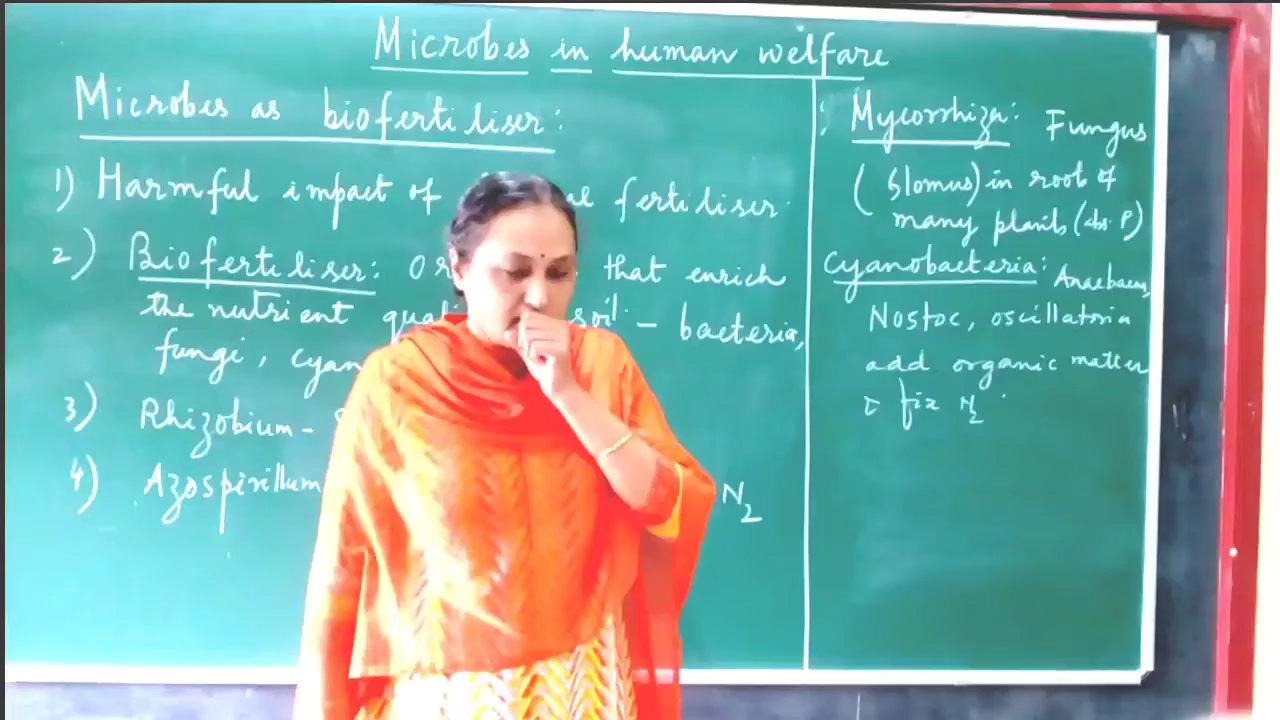 Microbes in human welfare
Microbes as biofertiliser:
1) Harmful impact of fertiliser.
2) Biofertiliser: that enrich
the nutrient soil - bacteria,
fungi, cyan
3) Rhizobium -
4) Azospirillum N2
Mycorrhiza: Fungus
(Glomus) in root of
many plants (abs. P)
Cyanobacteria: Anaebaena,
Nostoc, oscillatoria
add organic matter
& fix N2.